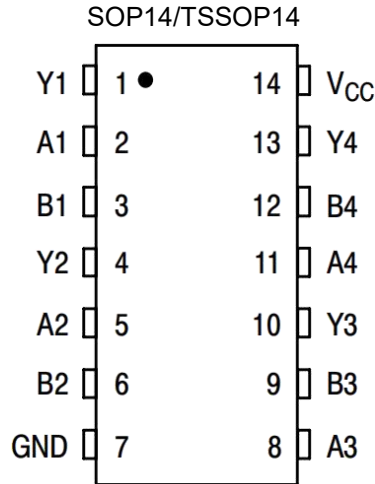 SOP14/TSSOP14
Y1 1 14 VCC
A1 2 13 Y4
B1 3 12 B4
Y2 4 11 A4
A2 5 10 Y3
B2 6 9 B3
GND 7 8 A3